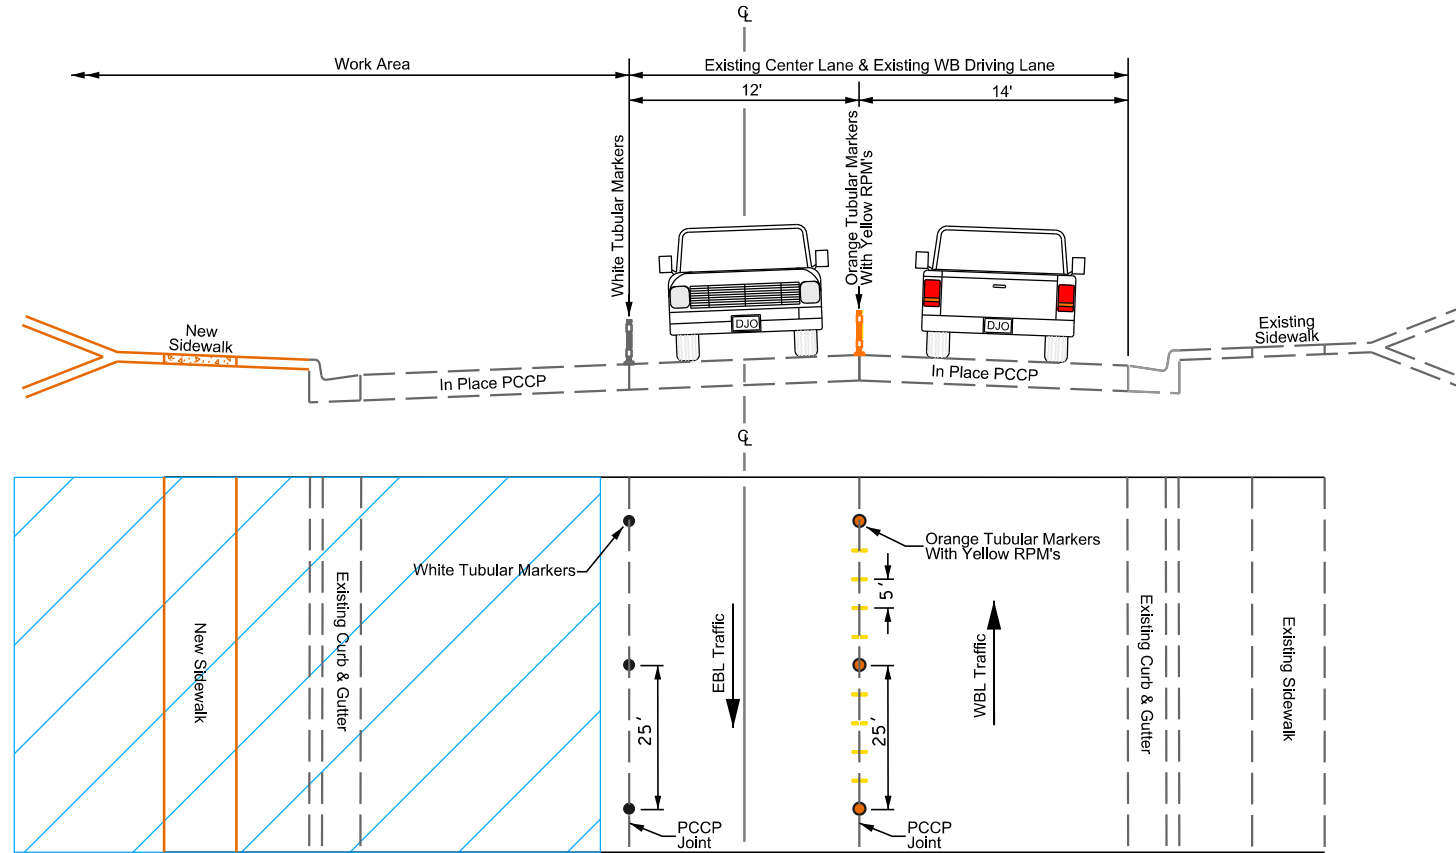 CL
Work Area
Existing Center Lane & Existing WB Driving Lane
12'
14'
White Tubular Markers
Orange Tubular Markers
With Yellow RPM's
DJO
DJO
New
Sidewalk
Existing
Sidewalk
In Place PCCP
In Place PCCP
CL
White Tubular Markers
Orange Tubular Markers
With Yellow RPM's
5'
New Sidewalk
Existing Curb & Gutter
25'
EBL Traffic
25'
WBL Traffic
Existing Curb & Gutter
Existing Sidewalk
PCCP
Joint
PCCP
Joint